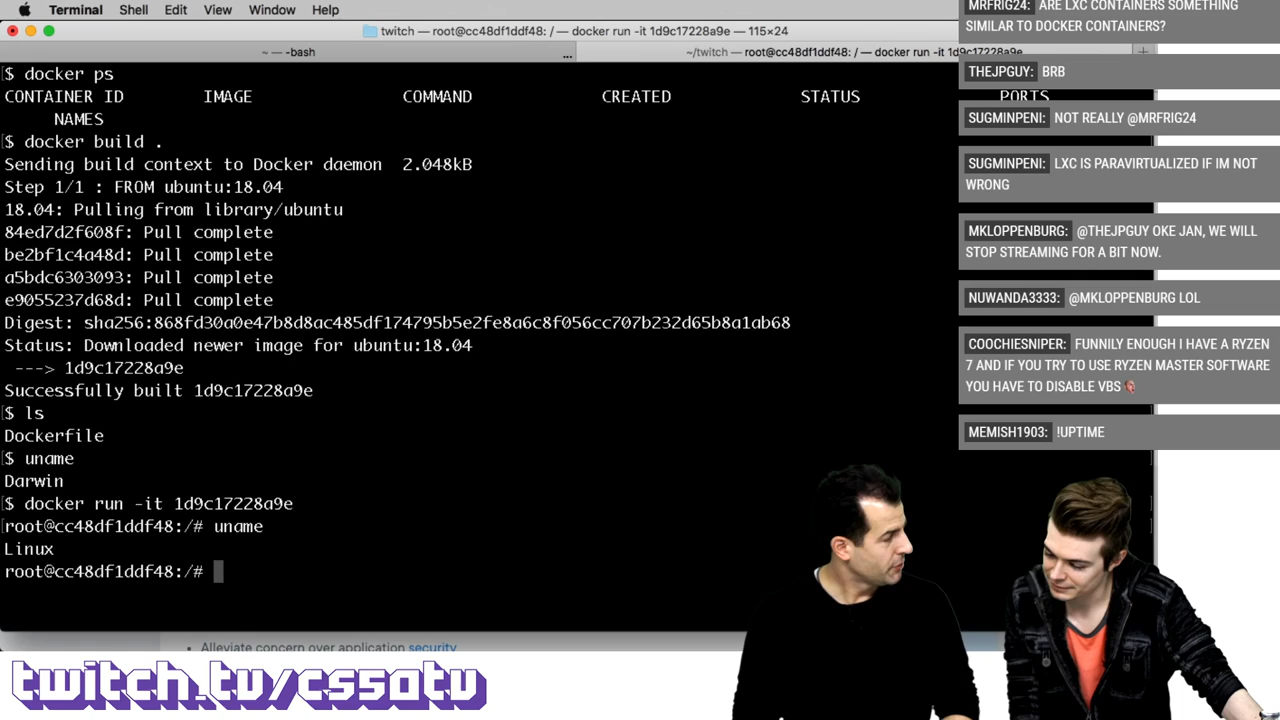 Terminal Shell Edit View Window Help
twitch — root@cc48df1ddf48: / — docker run -it 1d9c17228a9e — 115×24
~ — -bash
... ~/twitch — root@cc48df1ddf48: / — docker run -it 1d9c17228a9e +
[$ docker ps
CONTAINER ID IMAGE COMMAND CREATED STATUS PORTS
NAMES
[$ docker build .
Sending build context to Docker daemon 2.048kB
Step 1/1 : FROM ubuntu:18.04
18.04: Pulling from library/ubuntu
84ed7d2f608f: Pull complete
be2bf1c4a48d: Pull complete
a5bdc6303093: Pull complete
e9055237d68d: Pull complete
Digest: sha256:868fd30a0e47b8d8ac485df174795b5e2fe8a6c8f056cc707b232d65b8a1ab68
Status: Downloaded newer image for ubuntu:18.04
---> 1d9c17228a9e
Successfully built 1d9c17228a9e
[$ ls
Dockerfile
[$ uname
Darwin
[$ docker run -it 1d9c17228a9e
[root@cc48df1ddf48:/# uname
Linux
root@cc48df1ddf48:/#
• Alleviate concern over application security.
twitch.tv/cs50tv
MRFRIG24: ARE LXC CONTAINERS SOMETHING
SIMILAR TO DOCKER CONTAINERS?
THEJPGUY: BRB
SUGMINPENI: NOT REALLY @MRFRIG24
SUGMINPENI: LXC IS PARAVIRTUALIZED IF IM NOT
WRONG
MKLOPPENBURG: @THEJPGUY OKE JAN, WE WILL
STOP STREAMING FOR A BIT NOW.
NUWANDA3333: @MKLOPPENBURG LOL
COOCHIESNIPER: FUNNILY ENOUGH I HAVE A RYZEN
7 AND IF YOU TRY TO USE RYZEN MASTER SOFTWARE
YOU HAVE TO DISABLE VBS
MEMISH1903: !UPTIME